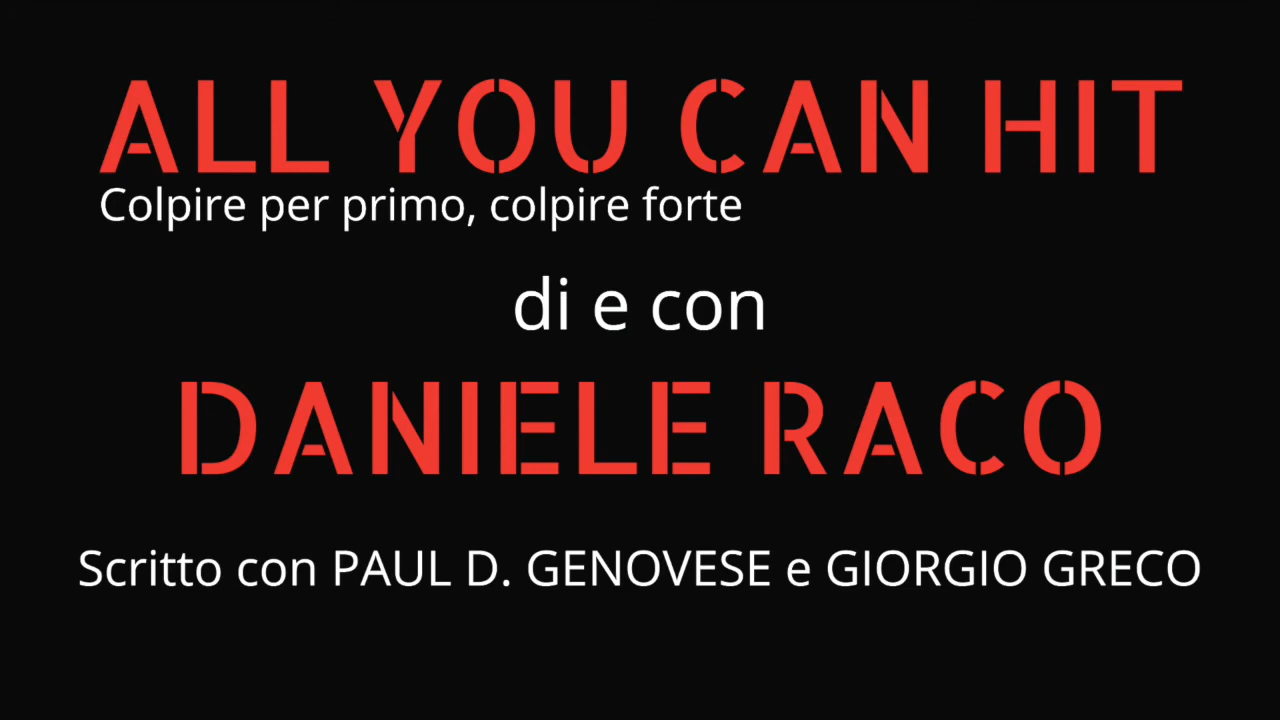 ALL YOU CAN HIT
Colpire per primo, colpire forte
di e con
DANIELE RACO
Scritto con PAUL D. GENOVESE e GIORGIO GRECO